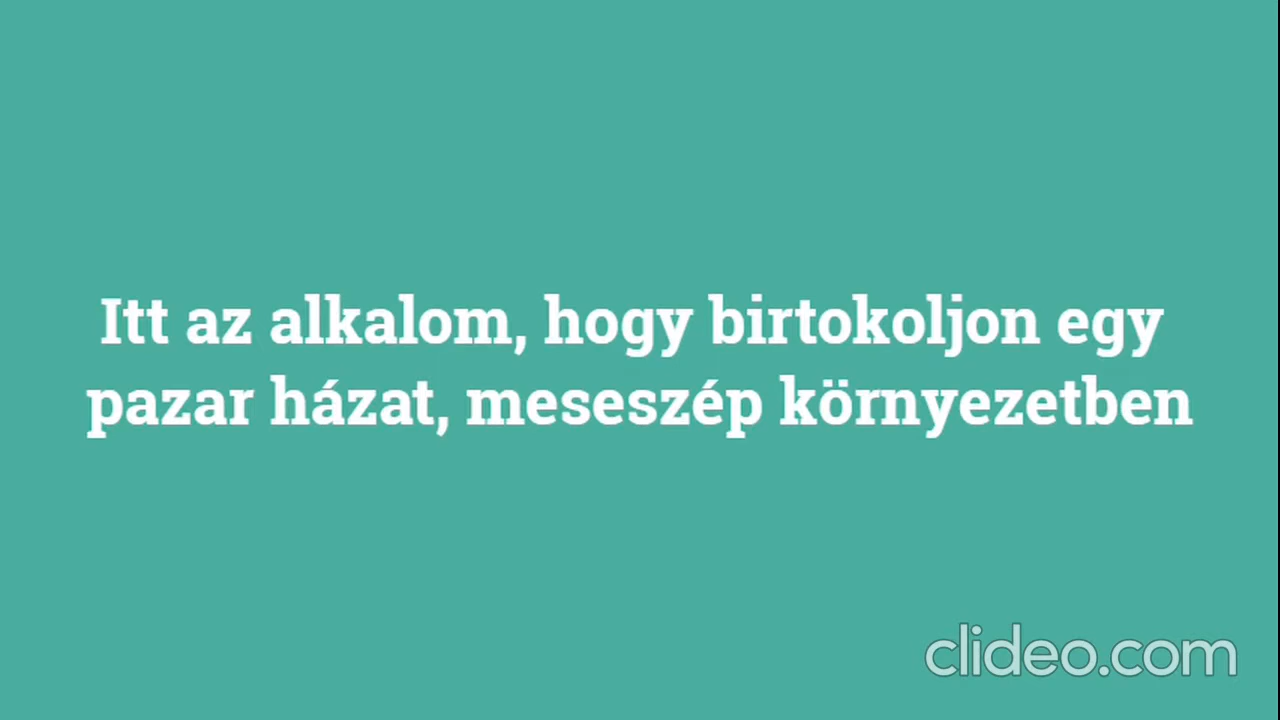 Itt az alkalom, hogy birtokoljon egy
pazar házat, meseszép környezetben
clideo.com